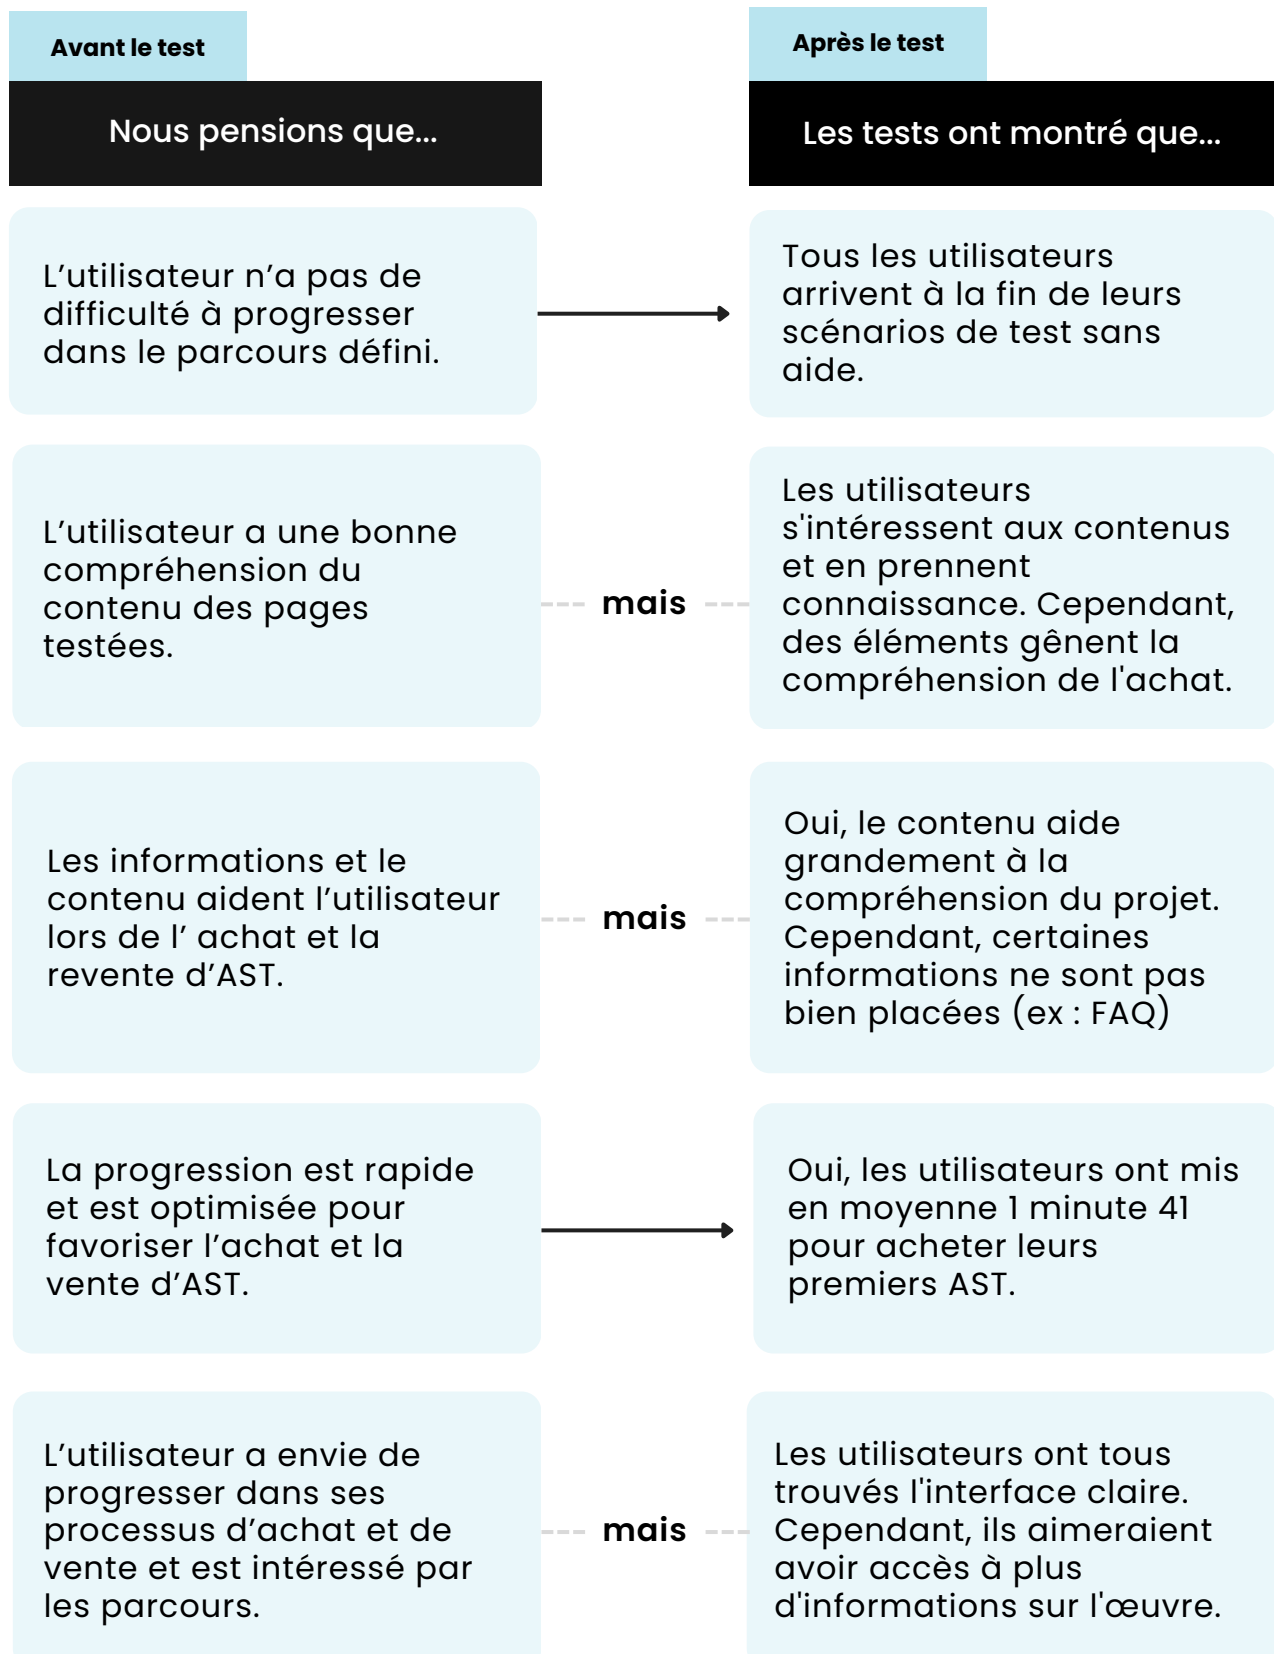 Avant le test
Après le test
Nous pensions que...
Les tests ont montré que...
L’utilisateur n’a pas de
difficulté à progresser
dans le parcours défini.
Tous les utilisateurs
arrivent à la fin de leurs
scénarios de test sans
aide.
L’utilisateur a une bonne
compréhension du
contenu des pages
testées.
mais
Les utilisateurs
s'intéressent aux contenus
et en prennent
connaissance. Cependant,
des éléments gênent la
compréhension de l'achat.
Les informations et le
contenu aident l’utilisateur
lors de l’ achat et la
revente d’AST.
mais
Oui, le contenu aide
grandement à la
compréhension du projet.
Cependant, certaines
informations ne sont pas
bien placées (ex : FAQ)
La progression est rapide
et est optimisée pour
favoriser l’achat et la
vente d’AST.
Oui, les utilisateurs ont mis
en moyenne 1 minute 41
pour acheter leurs
premiers AST.
L’utilisateur a envie de
progresser dans ses
processus d’achat et de
vente et est intéressé par
les parcours.
mais
Les utilisateurs ont tous
trouvés l'interface claire.
Cependant, ils aimeraient
avoir accès à plus
d'informations sur l'œuvre.